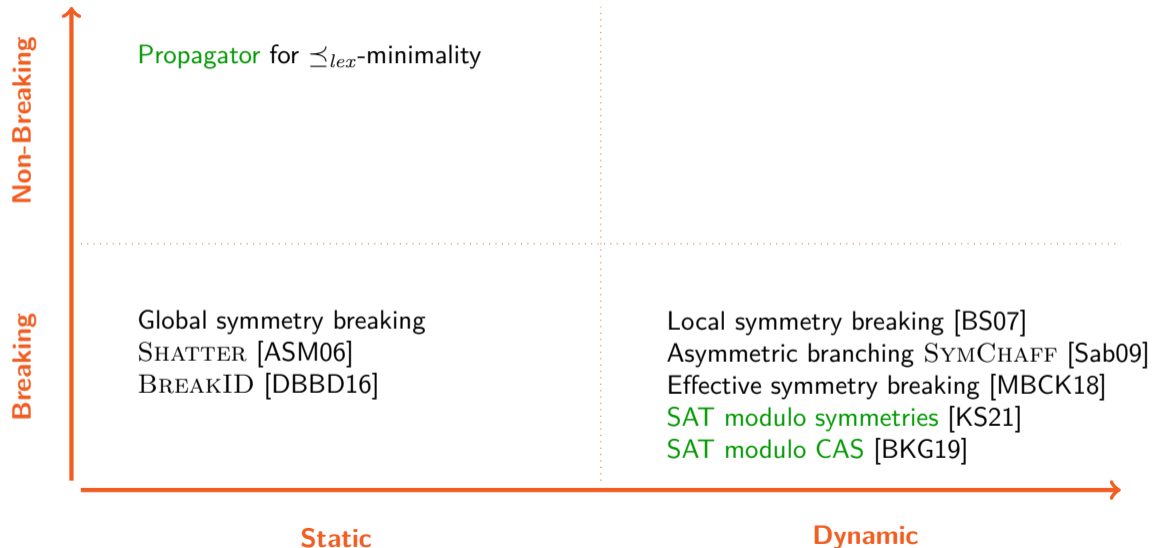 Non-Breaking
Propagator for ⪯lex-minimality
Breaking
Global symmetry breaking
SHATTER [ASM06]
BREAKID [DBBD16]
Local symmetry breaking [BS07]
Asymmetric branching SYMCHAFF [Sab09]
Effective symmetry breaking [MBCK18]
SAT modulo symmetries [KS21]
SAT modulo CAS [BKG19]
Static
Dynamic